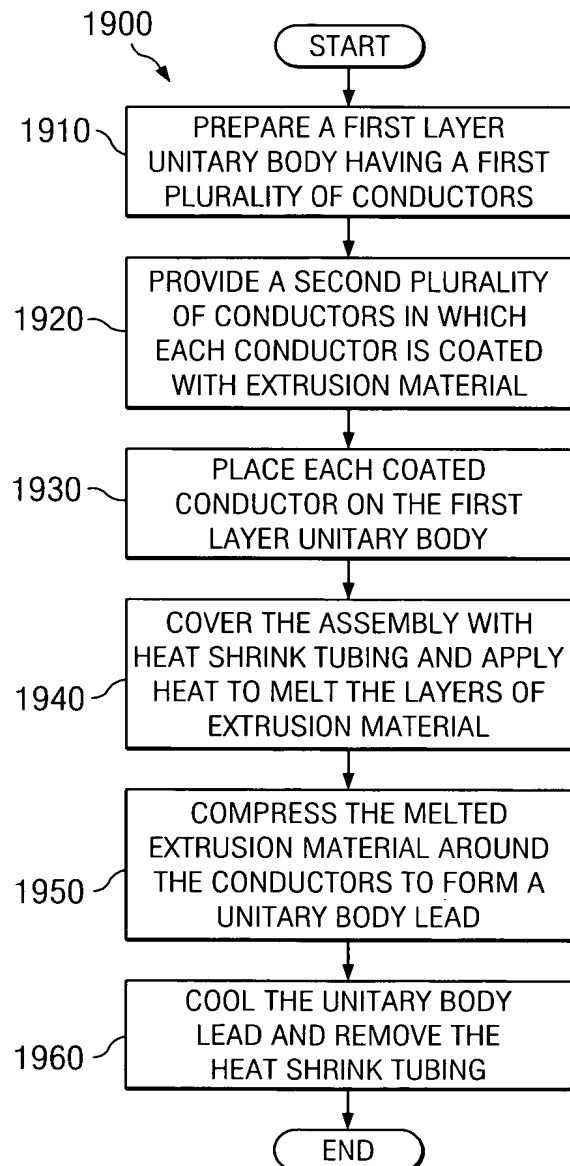 1900
START
1910
PREPARE A FIRST LAYER
UNITARY BODY HAVING A FIRST
PLURALITY OF CONDUCTORS
1920
PROVIDE A SECOND PLURALITY
OF CONDUCTORS IN WHICH
EACH CONDUCTOR IS COATED
WITH EXTRUSION MATERIAL
1930
PLACE EACH COATED
CONDUCTOR ON THE FIRST
LAYER UNITARY BODY
1940
COVER THE ASSEMBLY WITH
HEAT SHRINK TUBING AND APPLY
HEAT TO MELT THE LAYERS OF
EXTRUSION MATERIAL
1950
COMPRESS THE MELTED
EXTRUSION MATERIAL AROUND
THE CONDUCTORS TO FORM A
UNITARY BODY LEAD
1960
COOL THE UNITARY BODY
LEAD AND REMOVE THE
HEAT SHRINK TUBING
END